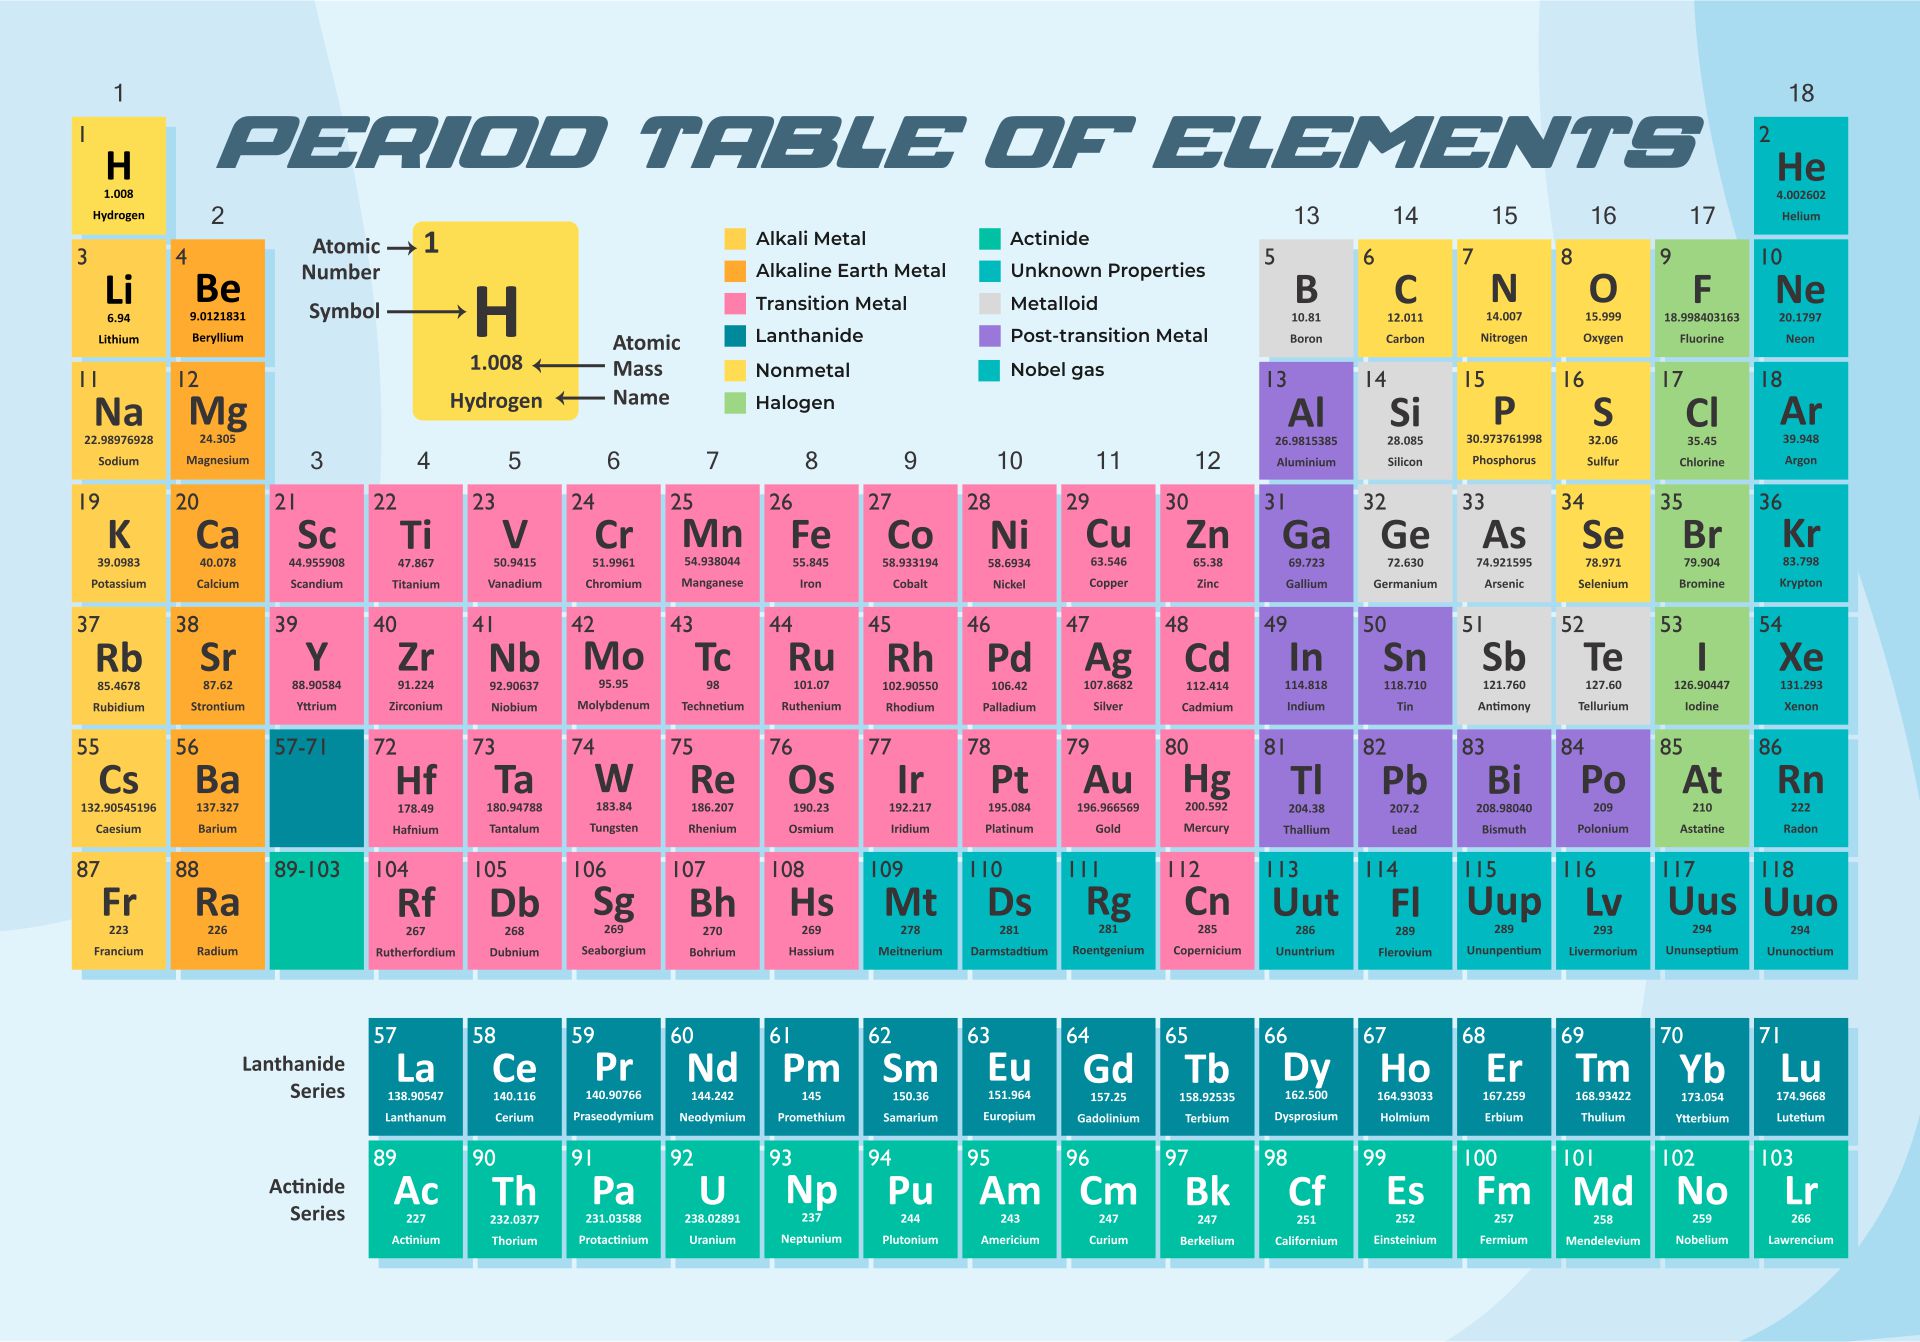 1
18
PERIOD TABLE OF ELEMENTS
1
H
1.008
Hydrogen
2
He
4.002602
Helium
2
13
14
15
16
17
Atomic
Number
Symbol
1
H
1.008
Hydrogen
Atomic
Mass
Name
Alkali Metal
Alkaline Earth Metal
Transition Metal
Lanthanide
Nonmetal
Halogen
Actinide
Unknown Properties
Metalloid
Post-transition Metal
Nobel gas
3
Li
6.94
Lithium
4
Be
9.0121831
Beryllium
5
B
10.81
Boron
6
C
12.011
Carbon
7
N
14.007
Nitrogen
8
O
15.999
Oxygen
9
F
18.998403163
Fluorine
10
Ne
20.1797
Neon
11
Na
22.98976928
Sodium
12
Mg
24.305
Magnesium
13
Al
26.9815385
Aluminium
14
Si
28.085
Silicon
15
P
30.973761998
Phosphorus
16
S
32.06
Sulfur
17
Cl
35.45
Chlorine
18
Ar
39.948
Argon
3
4
5
6
7
8
9
10
11
12
19
K
39.0983
Potassium
20
Ca
40.078
Calcium
21
Sc
44.955908
Scandium
22
Ti
47.867
Titanium
23
V
50.9415
Vanadium
24
Cr
51.9961
Chromium
25
Mn
54.938044
Manganese
26
Fe
55.845
Iron
27
Co
58.933194
Cobalt
28
Ni
58.6934
Nickel
29
Cu
63.546
Copper
30
Zn
65.38
Zinc
31
Ga
69.723
Gallium
32
Ge
72.630
Germanium
33
As
74.921595
Arsenic
34
Se
78.971
Selenium
35
Br
79.904
Bromine
36
Kr
83.798
Krypton
37
Rb
85.4678
Rubidium
38
Sr
87.62
Strontium
39
Y
88.90584
Yttrium
40
Zr
91.224
Zirconium
41
Nb
92.90637
Niobium
42
Mo
95.95
Molybdenum
43
Tc
98
Technetium
44
Ru
101.07
Ruthenium
45
Rh
102.90550
Rhodium
46
Pd
106.42
Palladium
47
Ag
107.8682
Silver
48
Cd
112.414
Cadmium
49
In
114.818
Indium
50
Sn
118.710
Tin
51
Sb
121.760
Antimony
52
Te
127.60
Tellurium
53
I
126.90447
Iodine
54
Xe
131.293
Xenon
55
Cs
132.90545196
Caesium
56
Ba
137.327
Barium
57-71
72
Hf
178.49
Hafnium
73
Ta
180.94788
Tantalum
74
W
183.84
Tungsten
75
Re
186.207
Rhenium
76
Os
190.23
Osmium
77
Ir
192.217
Iridium
78
Pt
195.084
Platinum
79
Au
196.966569
Gold
80
Hg
200.592
Mercury
81
Tl
204.38
Thallium
82
Pb
207.2
Lead
83
Bi
208.98040
Bismuth
84
Po
209
Polonium
85
At
210
Astatine
86
Rn
222
Radon
87
Fr
223
Francium
88
Ra
226
Radium
89-103
104
Rf
267
Rutherfordium
105
Db
268
Dubnium
106
Sg
269
Seaborgium
107
Bh
270
Bohrium
108
Hs
269
Hassium
109
Mt
278
Meitnerium
110
Ds
281
Darmstadtium
111
Rg
281
Roentgenium
112
Cn
285
Copernicium
113
Uut
286
Ununtrium
114
Fl
289
Flerovium
115
Uup
289
Ununpentium
116
Lv
293
Livermorium
117
Uus
294
Ununseptium
118
Uuo
294
Ununoctium
Lanthanide
Series
57
La
138.90547
Lanthanum
58
Ce
140.116
Cerium
59
Pr
140.90766
Praseodymium
60
Nd
144.242
Neodymium
61
Pm
145
Promethium
62
Sm
150.36
Samarium
63
Eu
151.964
Europium
64
Gd
157.25
Gadolinium
65
Tb
158.92535
Terbium
66
Dy
162.500
Dysprosium
67
Ho
164.93033
Holmium
68
Er
167.259
Erbium
69
Tm
168.93422
Thulium
70
Yb
173.054
Ytterbium
71
Lu
174.9668
Lutetium
Actinide
Series
89
Ac
227
Actinium
90
Th
232.0377
Thorium
91
Pa
231.03588
Protactinium
92
U
238.02891
Uranium
93
Np
237
Neptunium
94
Pu
244
Plutonium
95
Am
243
Americium
96
Cm
247
Curium
97
Bk
247
Berkelium
98
Cf
251
Californium
99
Es
252
Einsteinium
100
Fm
257
Fermium
101
Md
258
Mendelevium
102
No
259
Nobelium
103
Lr
266
Lawrencium